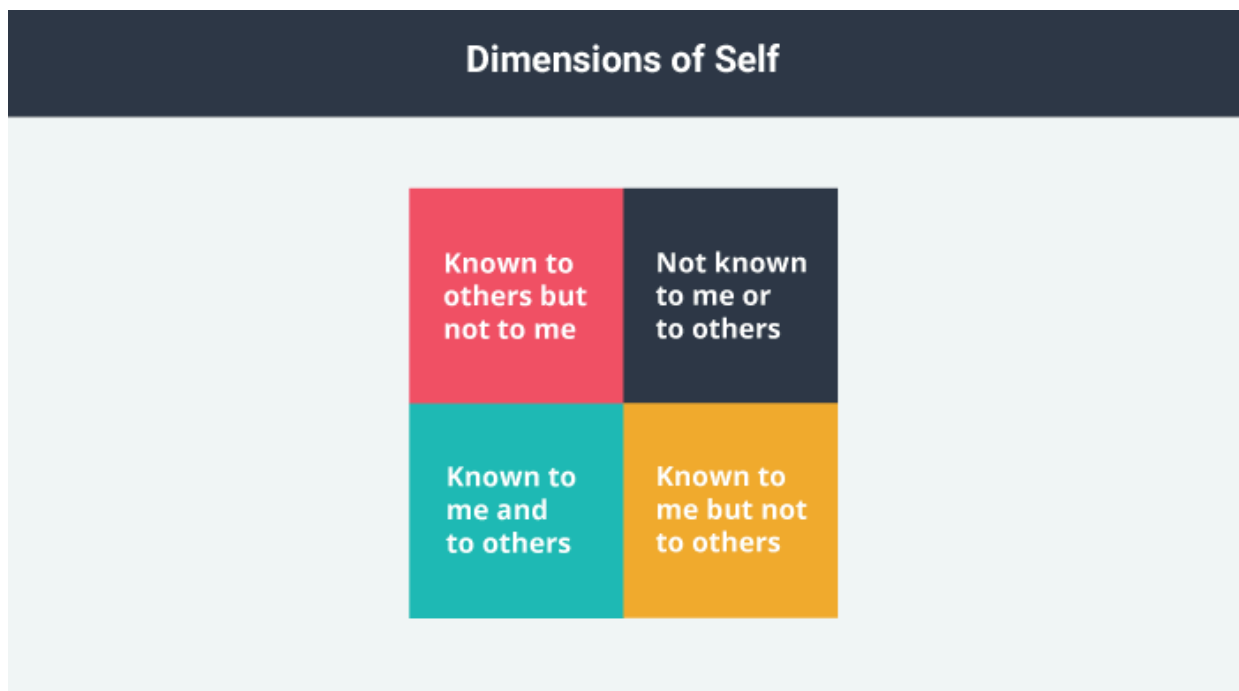 Dimensions of Self
Known to
others but
not to me
Not known
to me or
to others
Known to
me and
to others
Known to
me but not
to others